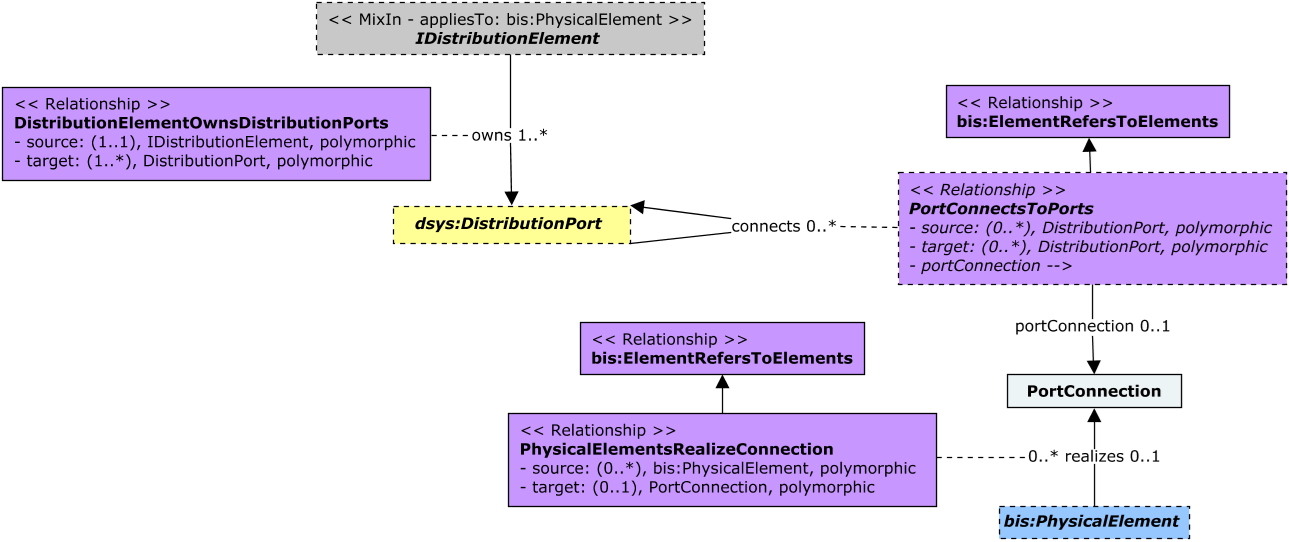 << MixIn - appliesTo: bis:PhysicalElement >>
IDistributionElement
<< Relationship >>
DistributionElementOwnsDistributionPorts
- source: (1..1), IDistributionElement, polymorphic
- target: (1..*), DistributionPort, polymorphic
owns 1..*
<< Relationship >>
bis:ElementRefersToElements
<< Relationship >>
PortConnectsToPorts
- source: (0..*), DistributionPort, polymorphic
- target: (0..*), DistributionPort, polymorphic
- portConnection -->
dsys:DistributionPort
connects 0..*
portConnection 0..1
<< Relationship >>
bis:ElementRefersToElements
PortConnection
<< Relationship >>
PhysicalElementsRealizeConnection
- source: (0..*), bis:PhysicalElement, polymorphic
- target: (0..1), PortConnection, polymorphic
0..* realizes 0..1
bis:PhysicalElement